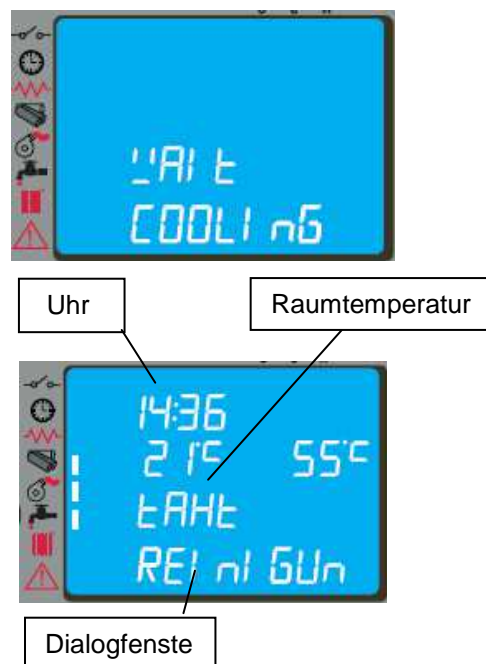 WAIt
COOLInG
Uhr
Raumtemperatur
14:36
21°C 55°C
tAHt
REInIGUn
Dialogfenste